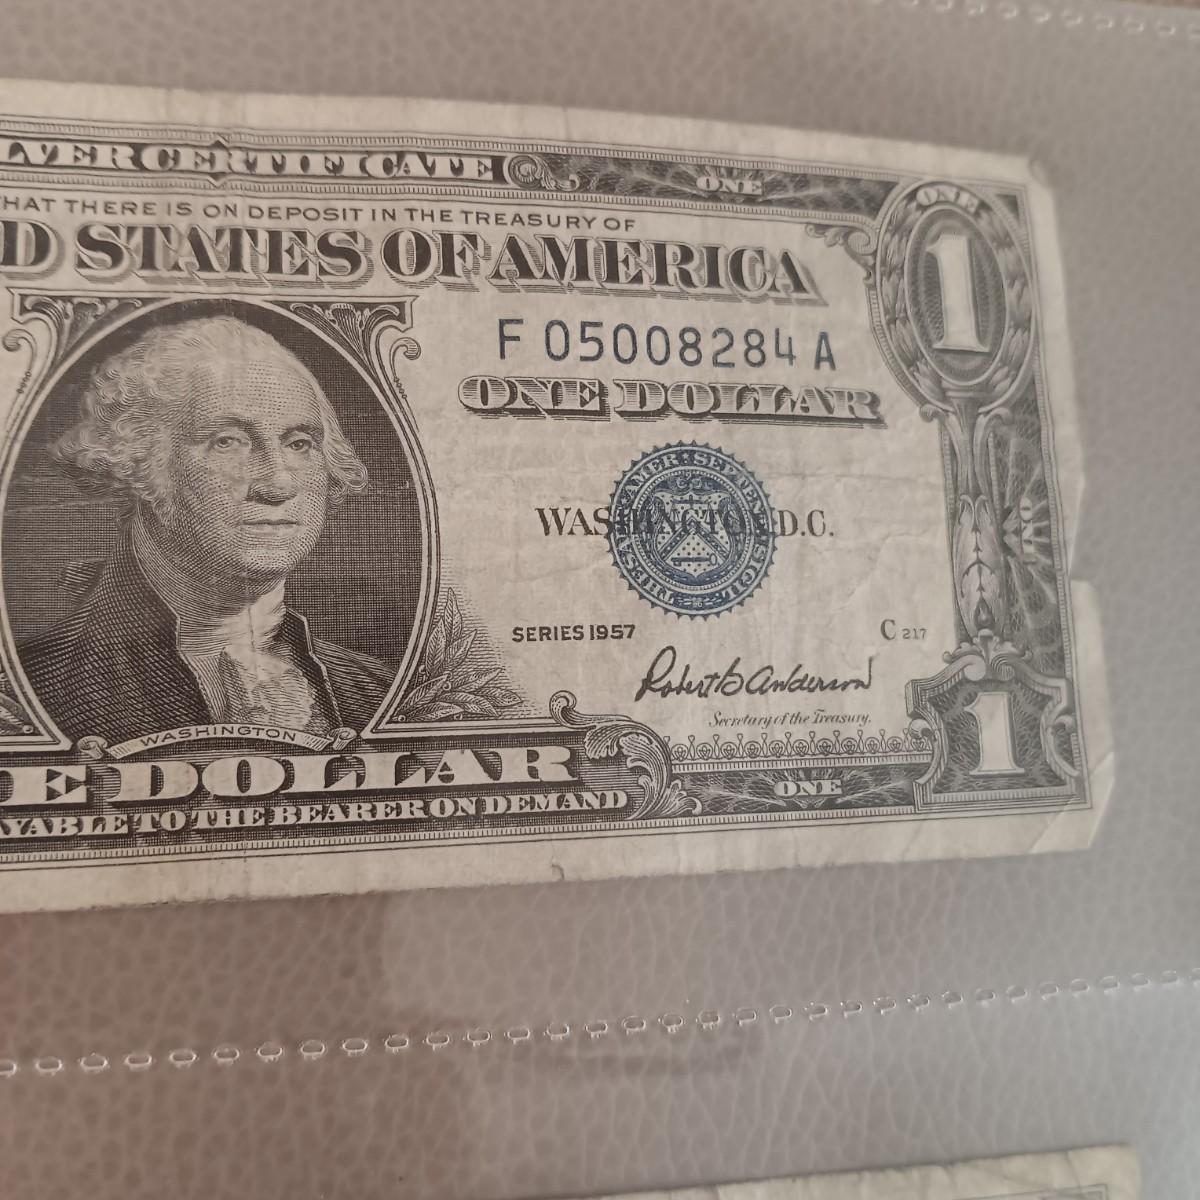 LVER CERTIFICATE
ONE
ONE
1
HAT THERE IS ON DEPOSIT IN THE TREASURY OF
D STATES OF AMERICA
F 05008284 A
ONE DOLLAR
WASHINGTON, D.C.
ONE
SERIES 1957
C 217
Robert B Anderson
Secretary of the Treasury.
WASHINGTON
1
E DOLLAR
ONE
YABLE TO THE BEARER ON DEMAND